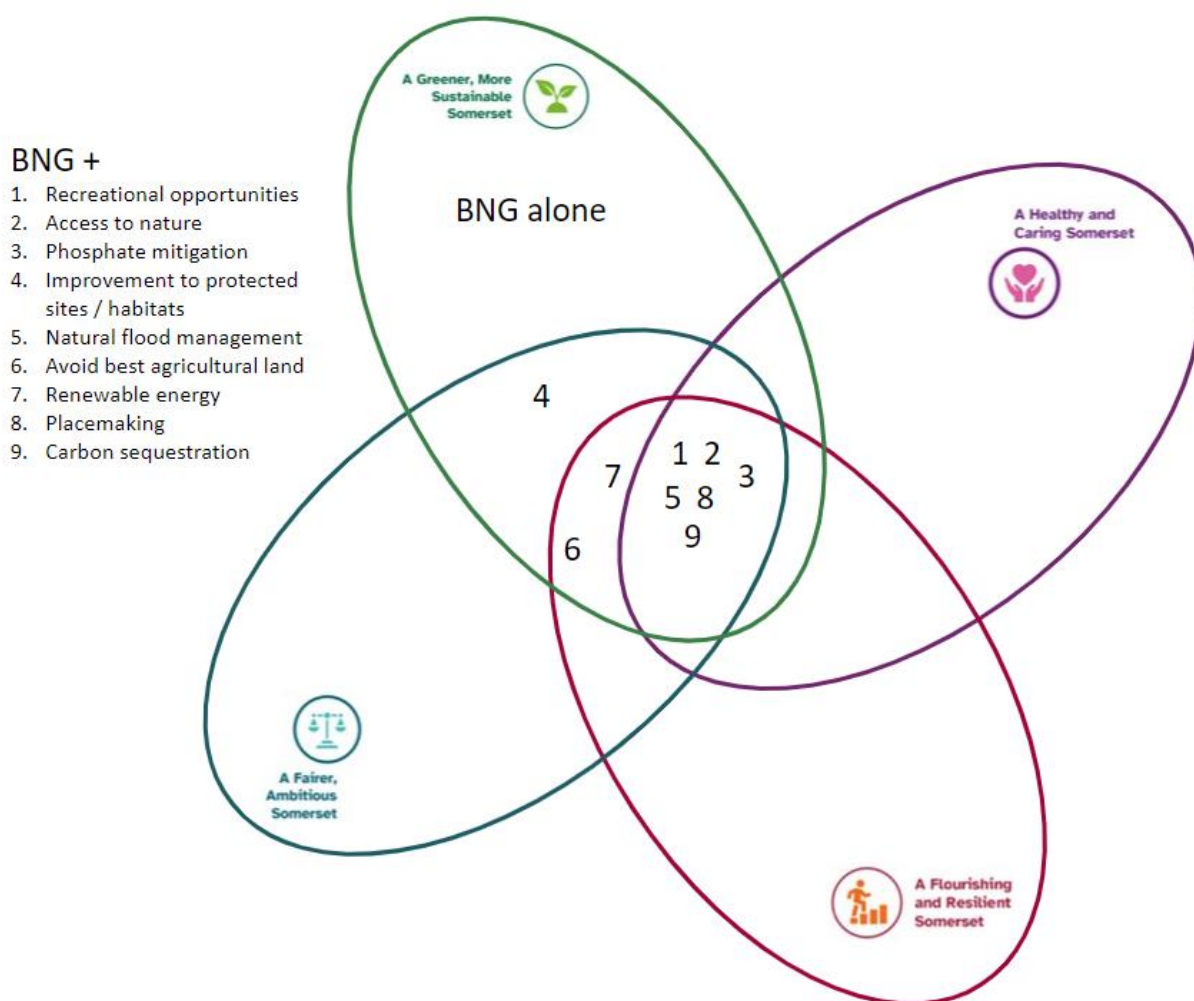 A Greener, More
Sustainable
Somerset
BNG +
1. Recreational opportunities
2. Access to nature
3. Phosphate mitigation
4. Improvement to protected
sites / habitats
5. Natural flood management
6. Avoid best agricultural land
7. Renewable energy
8. Placemaking
9. Carbon sequestration
BNG alone
A Healthy and
Caring Somerset
4
1 2
7
3
5 8
9
6
A Fairer,
Ambitious
Somerset
A Flourishing
and Resilient
Somerset